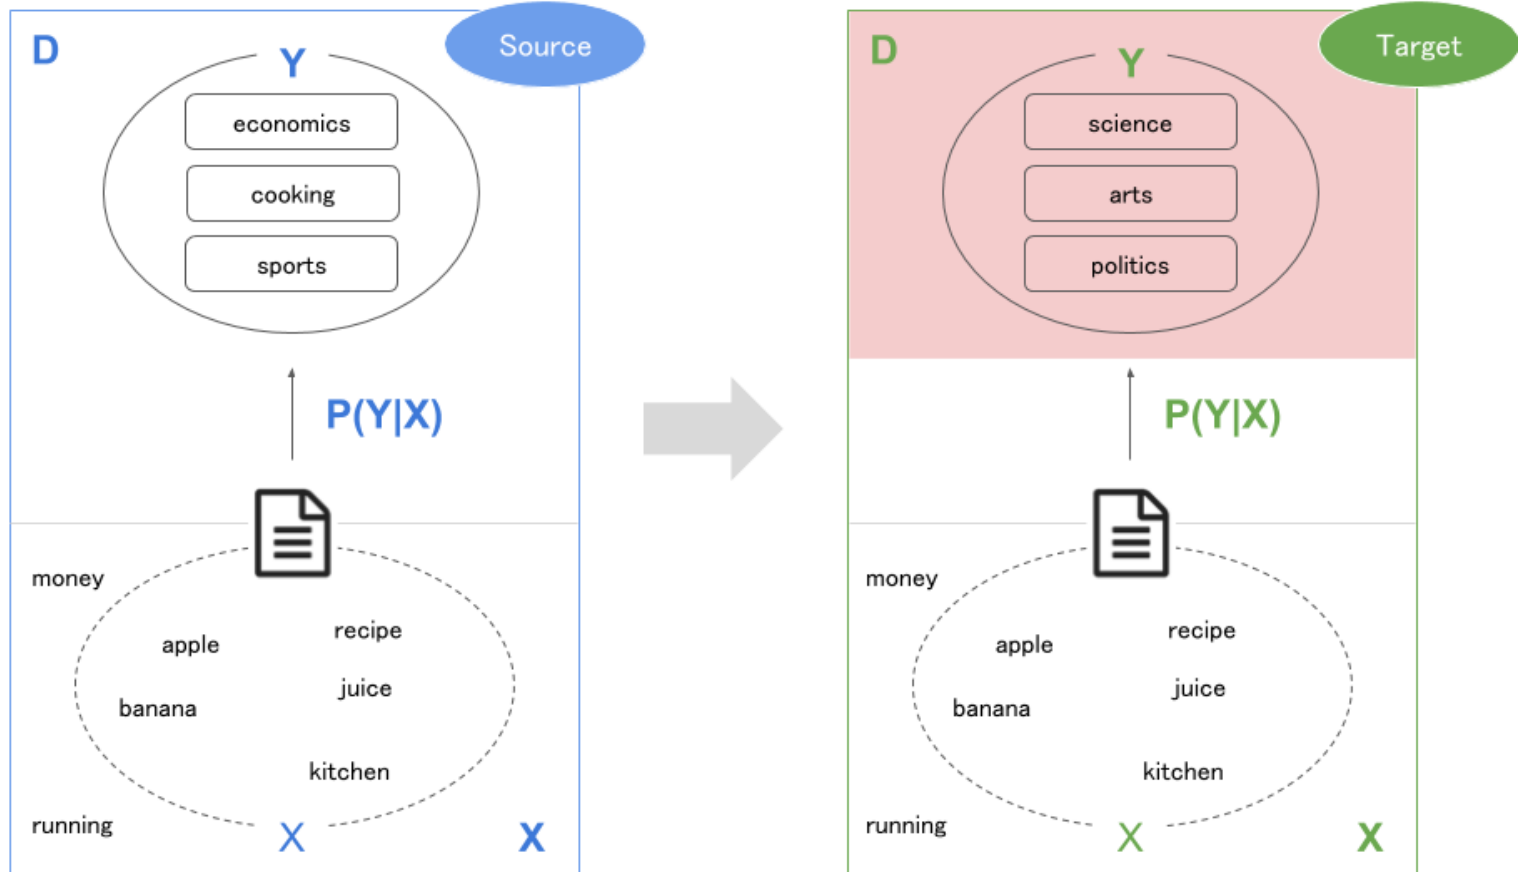 D
Y
Source
economics
cooking
sports
P(Y|X)
money
apple
recipe
banana
juice
kitchen
running
X
X
D
Y
Target
science
arts
politics
P(Y|X)
money
apple
recipe
banana
juice
kitchen
running
X
X